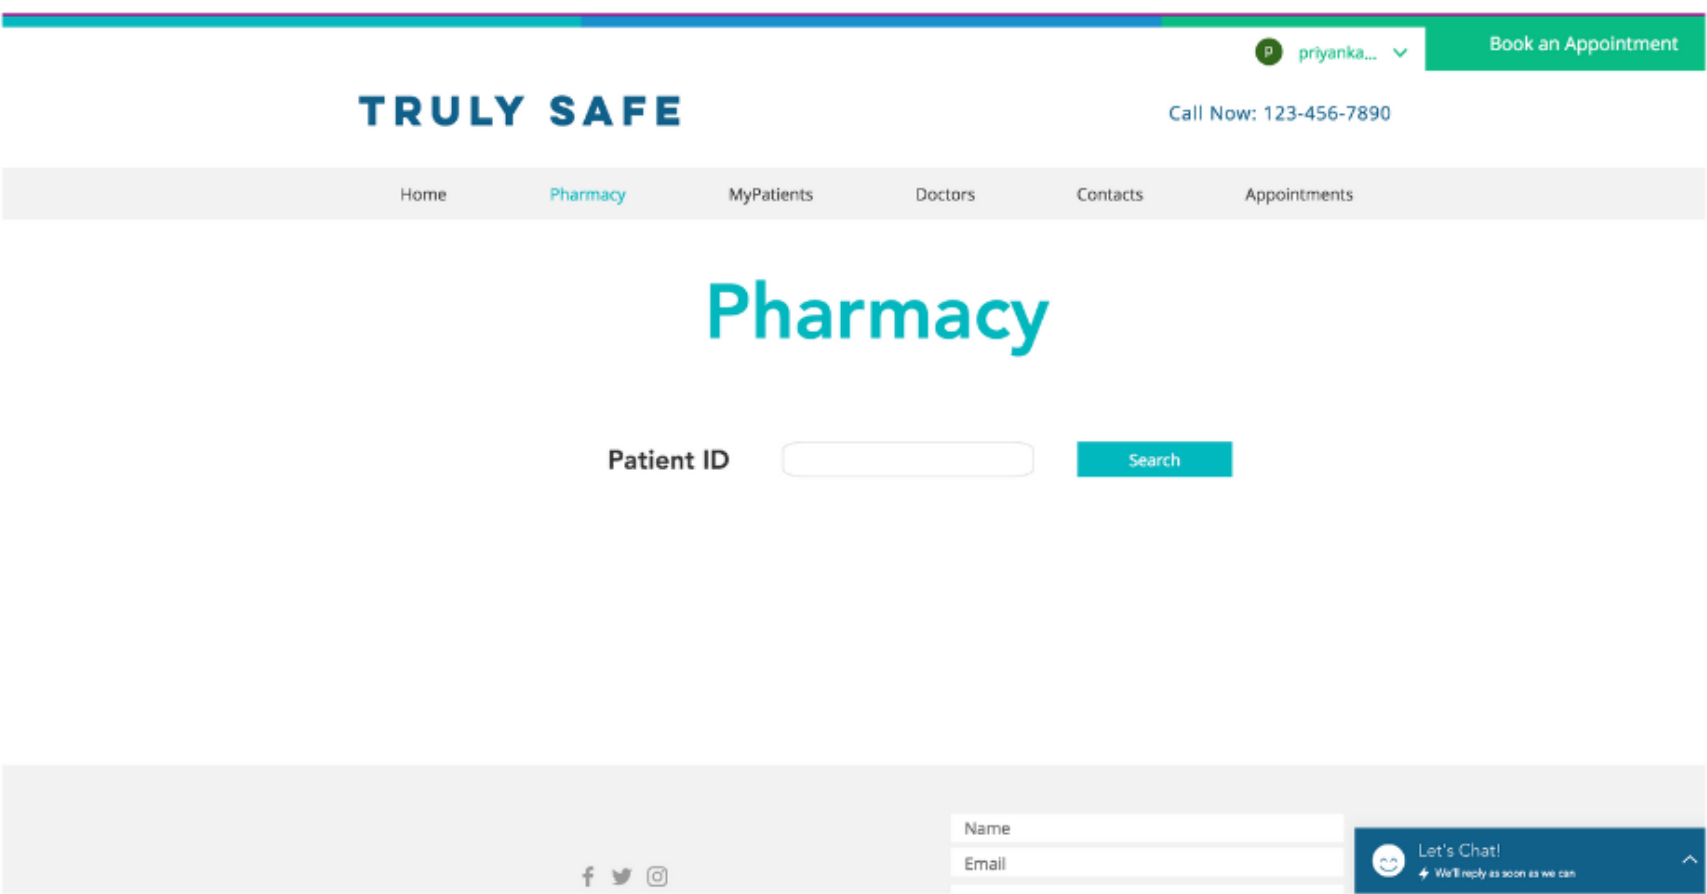 P priyanka... Book an Appointment
TRULY SAFE
Call Now: 123-456-7890
Home Pharmacy MyPatients Doctors Contacts Appointments
Pharmacy
Patient ID Search
Name
Email
Let's Chat!
We'll reply as soon as we can